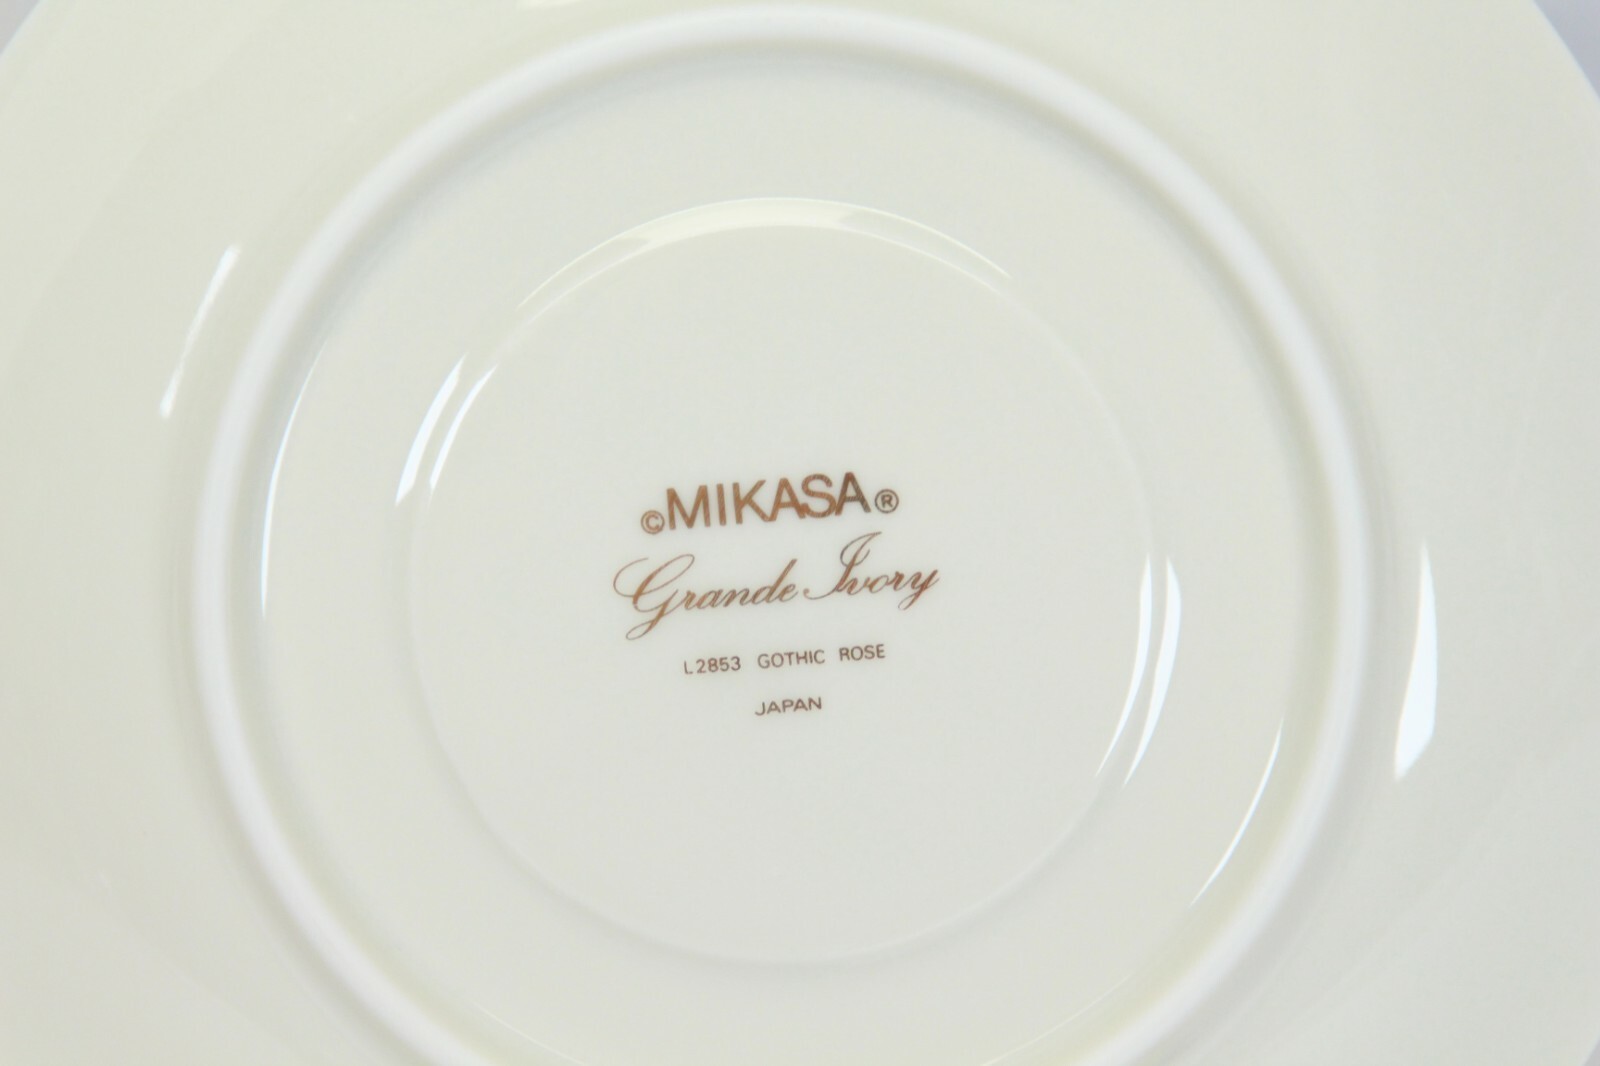 ©MIKASA®
Grande Ivory
L2853 GOTHIC ROSE
JAPAN